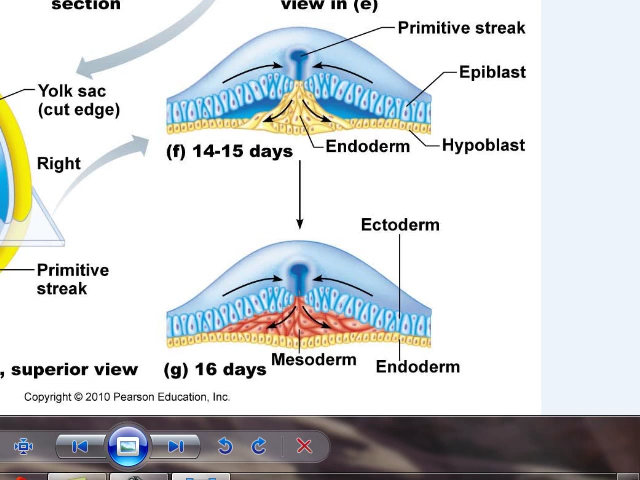 section
view in (e)
Primitive streak
Epiblast
Yolk sac
(cut edge)
Endoderm
Hypoblast
(f) 14-15 days
Right
Ectoderm
Primitive
streak
Mesoderm
Endoderm
, superior view
(g) 16 days
Copyright © 2010 Pearson Education, Inc.